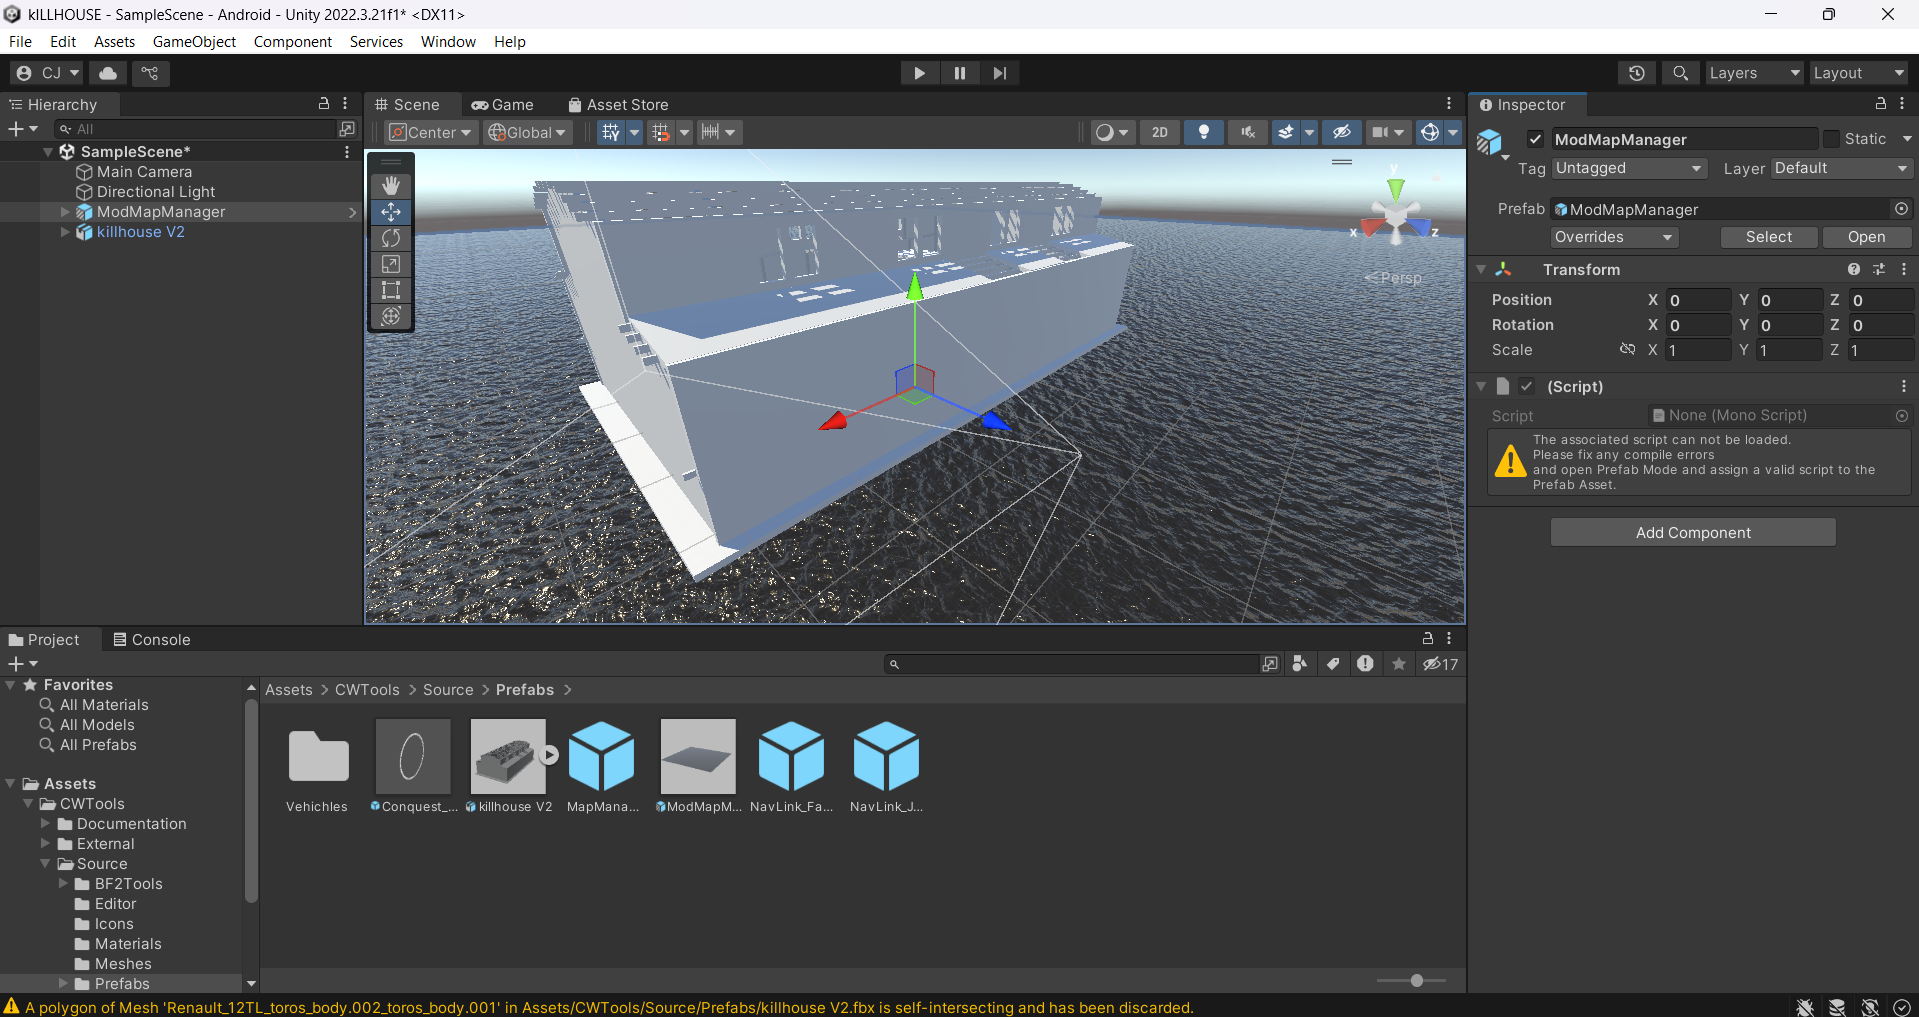 kILLHOUSE - SampleScene - Android - Unity 2022.3.21f1* <DX11>
File Edit Assets GameObject Component Services Window Help
CJ
Layers
Layout
Hierarchy
All
SampleScene*
Main Camera
Directional Light
ModMapManager
killhouse V2
Scene
Game
Asset Store
Center
Global
2D
y
x
z
Persp
Inspector
ModMapManager
Static
Tag
Untagged
Layer
Default
Prefab
ModMapManager
Overrides
Select
Open
Transform
Position X 0 Y 0 Z 0
Rotation X 0 Y 0 Z 0
Scale X 1 Y 1 Z 1
(Script)
Script
None (Mono Script)
The associated script can not be loaded.
Please fix any compile errors
and open Prefab Mode and assign a valid script to the
Prefab Asset.
Add Component
Project
Console
17
Favorites
All Materials
All Models
All Prefabs
Assets
CWTools
Documentation
External
Source
BF2Tools
Editor
Icons
Materials
Meshes
Prefabs
Assets > CWTools > Source > Prefabs >
Vehichles
Conquest_...
killhouse V2
MapMana...
ModMapM...
NavLink_Fa...
NavLink_J...
A polygon of Mesh 'Renault_12TL_toros_body.002_toros_body.001' in Assets/CWTools/Source/Prefabs/killhouse V2.fbx is self-intersecting and has been discarded.